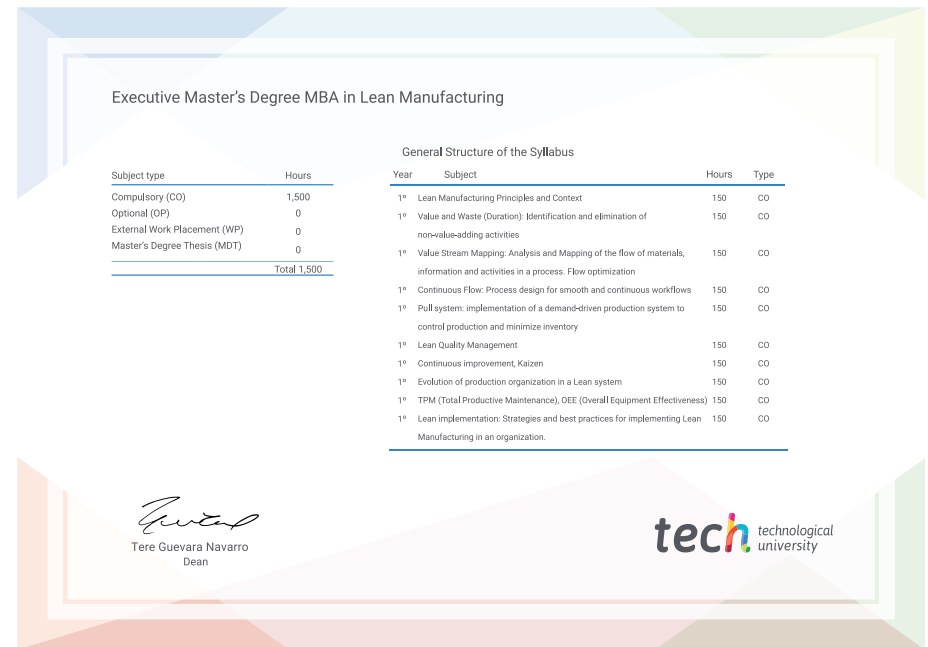 Executive Master's Degree MBA in Lean Manufacturing
General Structure of the Syllabus
Subject type Hours
Compulsory (CO) 1,500
Optional (OP) 0
External Work Placement (WP) 0
Master's Degree Thesis (MDT) 0
Total 1,500
Year Subject Hours Type
1º Lean Manufacturing Principles and Context 150 CO
1º Value and Waste (Duration): Identification and elimination of 150 CO
non-value-adding activities
1º Value Stream Mapping: Analysis and Mapping of the flow of materials, 150 CO
information and activities in a process. Flow optimization
1º Continuous Flow: Process design for smooth and continuous workflows 150 CO
1º Pull system: implementation of a demand-driven production system to 150 CO
control production and minimize inventory
1º Lean Quality Management 150 CO
1º Continuous improvement, Kaizen 150 CO
1º Evolution of production organization in a Lean system 150 CO
1º TPM (Total Productive Maintenance), OEE (Overall Equipment Effectiveness) 150 CO
1º Lean implementation: Strategies and best practices for implementing Lean 150 CO
Manufacturing in an organization.
Tere Guevara Navarro
Dean
tech technological
university